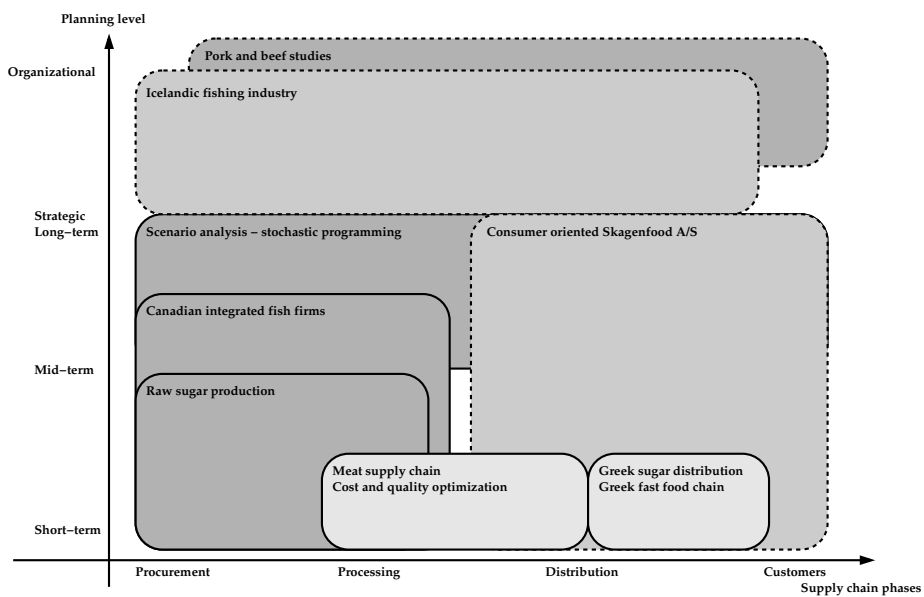 Planning level
Pork and beef studies
Organizational
Icelandic fishing industry
Strategic
Long−term
Scenario analysis − stochastic programming
Consumer oriented Skagenfood A/S
Canadian integrated fish firms
Mid−term
Raw sugar production
Meat supply chain
Cost and quality optimization
Greek sugar distribution
Greek fast food chain
Short−term
Procurement
Processing
Distribution
Customers
Supply chain phases